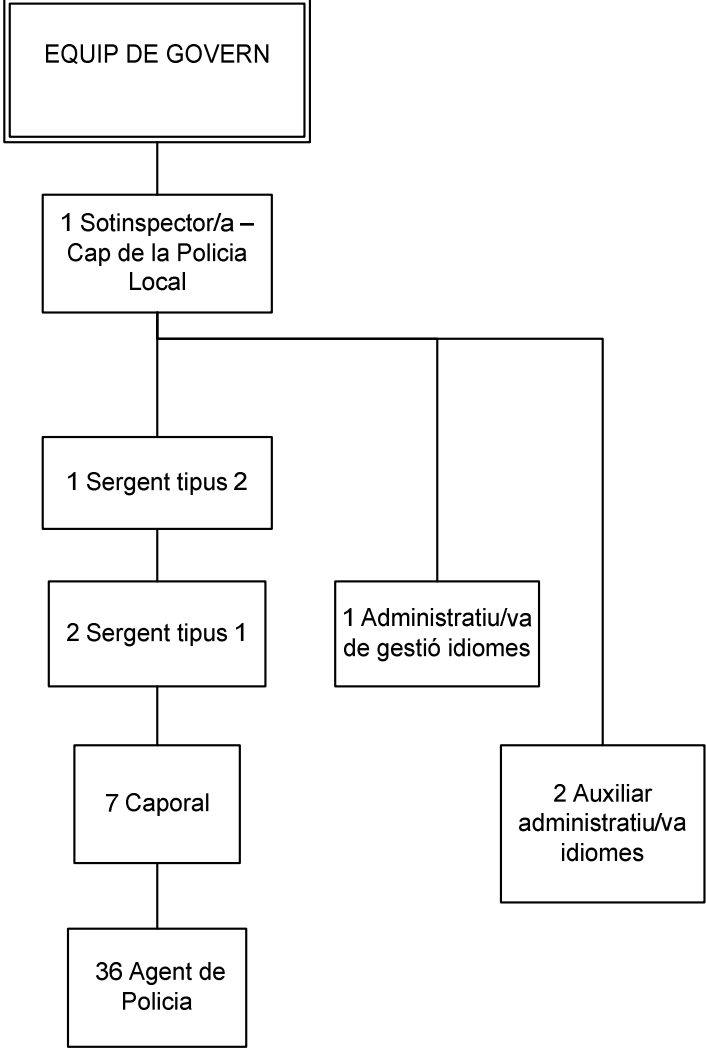 EQUIP DE GOVERN
1 Sotinspector/a –
Cap de la Policia
Local
1 Sergent tipus 2
2 Sergent tipus 1
1 Administratiu/va
de gestió idiomes
7 Caporal
2 Auxiliar
administratiu/va
idiomes
36 Agent de
Policia